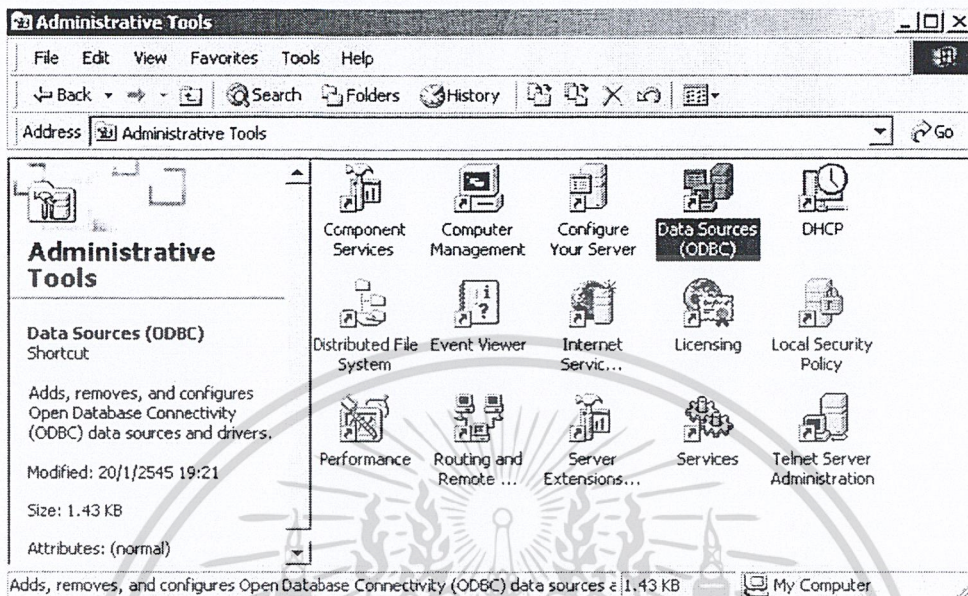 Administrative Tools
File Edit View Favorites Tools Help
Back Search Folders History
Address Administrative Tools Go
Administrative
Tools
Data Sources (ODBC)
Shortcut
Adds, removes, and configures
Open Database Connectivity
(ODBC) data sources and drivers.
Modified: 20/1/2545 19:21
Size: 1.43 KB
Attributes: (normal)
Component
Services
Computer
Management
Configure
Your Server
Data Sources
(ODBC)
DHCP
Distributed File
System
Event Viewer
Internet
Servic...
Licensing
Local Security
Policy
Performance
Routing and
Remote ...
Server
Extensions...
Services
Telnet Server
Administration
Adds, removes, and configures Open Database Connectivity (ODBC) data sources a 1.43 KB My Computer